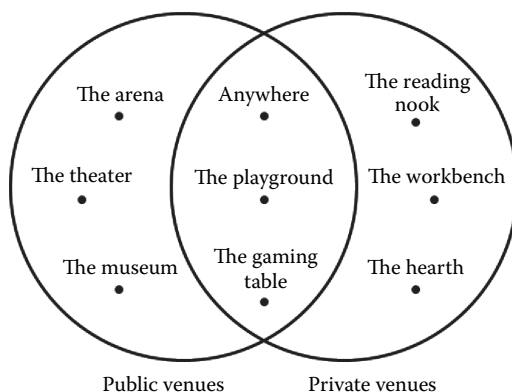 The arena
Anywhere
The reading
nook
The theater
The playground
The workbench
The museum
The gaming
table
The hearth
Public venues
Private venues